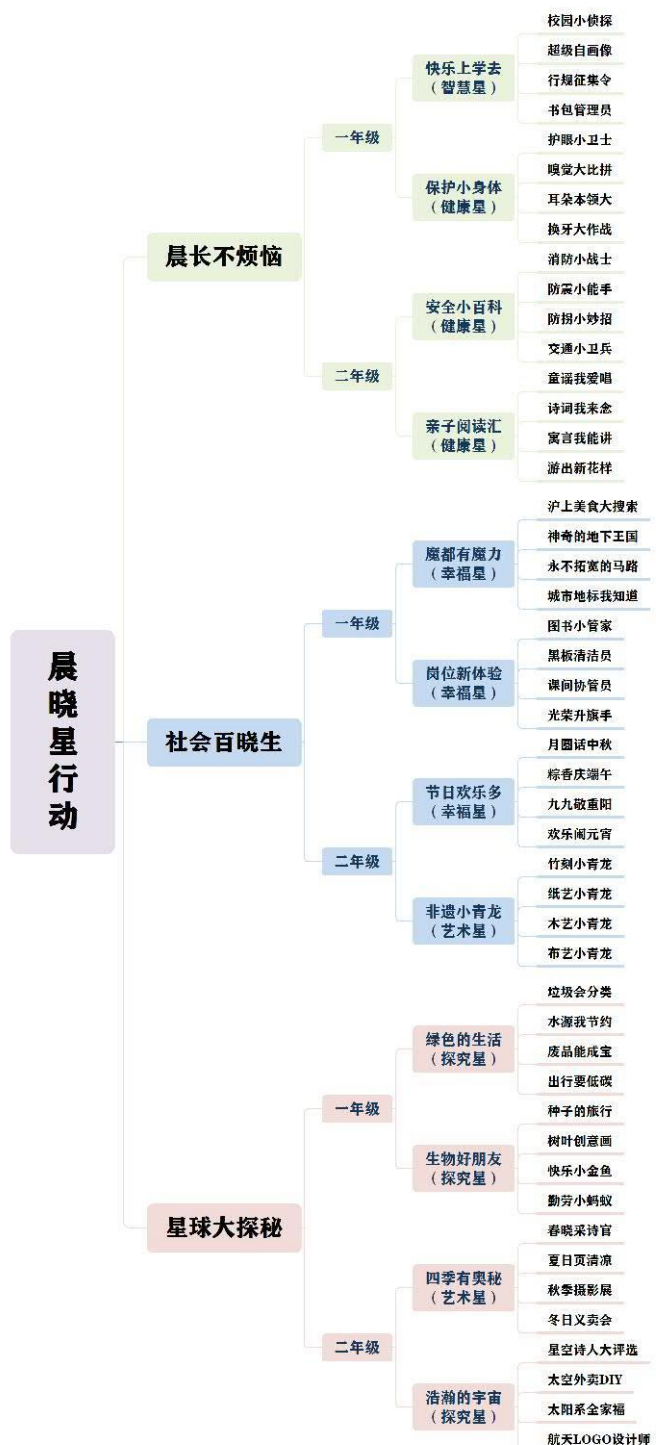 晨晓星行动
晨长不烦恼
一年级
快乐上学去
（智慧星）
校园小侦探
超级自画像
行规征集令
书包管理员
保护小身体
（健康星）
护眼小卫士
嗅觉大比拼
耳朵本领大
换牙大作战
二年级
安全小百科
（健康星）
消防小战士
防震小能手
防拐小妙招
交通小卫兵
亲子阅读汇
（健康星）
童谣我爱唱
诗词我来念
寓言我能讲
游出新花样
社会百晓生
一年级
魔都有魔力
（幸福星）
沪上美食大搜索
神奇的地下王国
永不拓宽的马路
城市地标我知道
岗位新体验
（幸福星）
图书小管家
黑板清洁员
课间协管员
光荣升旗手
二年级
节日欢乐多
（幸福星）
月圆话中秋
粽香庆端午
九九敬重阳
欢乐闹元宵
非遗小青龙
（艺术星）
竹刻小青龙
纸艺小青龙
木艺小青龙
布艺小青龙
星球大探秘
一年级
绿色的生活
（探究星）
垃圾会分类
水源我节约
废品能成宝
出行要低碳
生物好朋友
（探究星）
种子的旅行
树叶创意画
快乐小金鱼
勤劳小蚂蚁
二年级
四季有奥秘
（艺术星）
春晓采诗官
夏日页清凉
秋季摄影展
冬日义卖会
浩瀚的宇宙
（探究星）
星空诗人大评选
太空外卖DIY
太阳系全家福
航天LOGO设计师